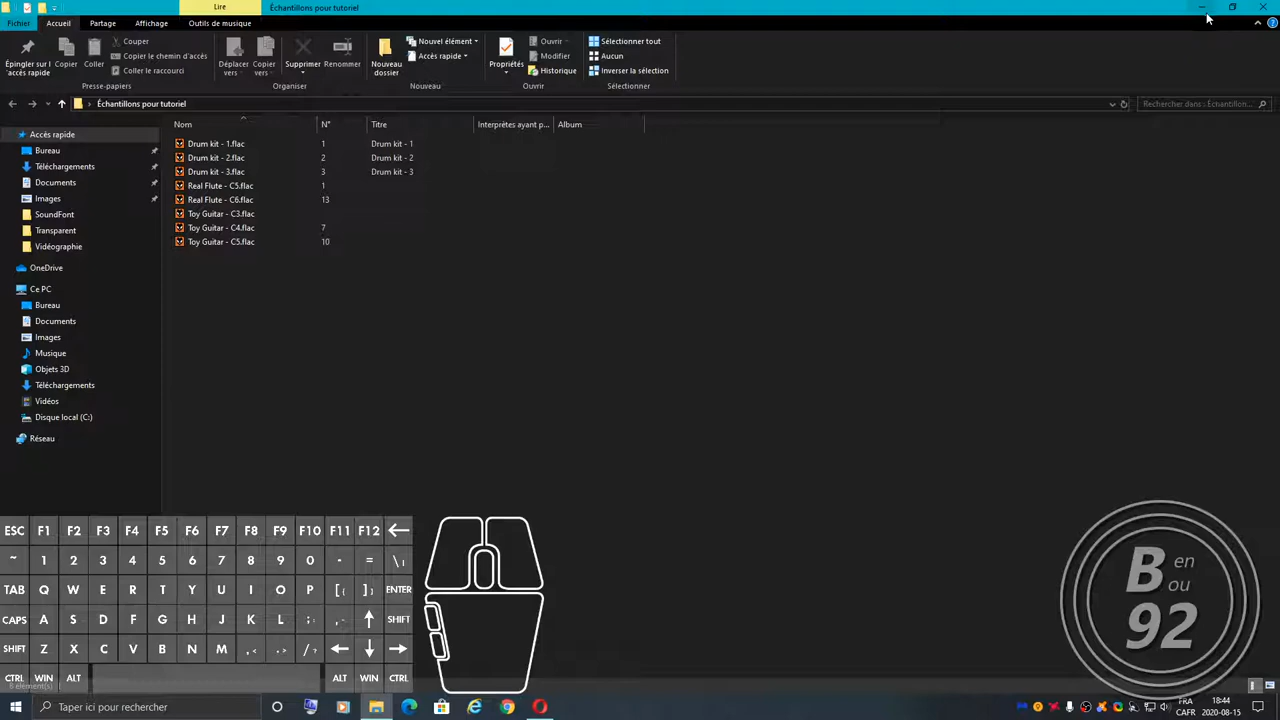 Lire
Échantillons pour tutoriel
Fichier
Accueil
Partage
Affichage
Outils de musique
Épingler sur l'accès rapide
Copier
Coller
Couper
Copier le chemin d'accès
Coller le raccourci
Presse-papiers
Déplacer vers
Copier vers
Supprimer
Renommer
Organiser
Nouveau dossier
Nouvel élément
Accès rapide
Nouveau
Propriétés
Ouvrir
Modifier
Historique
Ouvrir
Sélectionner tout
Aucun
Inverser la sélection
Sélectionner
Échantillons pour tutoriel
Rechercher dans : Échantillon...
Nom N° Titre Interprètes ayant p... Album
Drum kit - 1.flac 1 Drum kit - 1
Drum kit - 2.flac 2 Drum kit - 2
Drum kit - 3.flac 3 Drum kit - 3
Real Flute - C5.flac 1
Real Flute - C6.flac 13
Toy Guitar - C3.flac
Toy Guitar - C4.flac 7
Toy Guitar - C5.flac 10
Accès rapide
Bureau
Téléchargements
Documents
Images
SoundFont
Transparent
Vidéographie
OneDrive
Ce PC
Bureau
Documents
Images
Musique
Objets 3D
Téléchargements
Vidéos
Disque local (C:)
Réseau
ESC F1 F2 F3 F4 F5 F6 F7 F8 F9 F10 F11 F12 ←
~ 1 2 3 4 5 6 7 8 9 0 - = \ |
TAB Q W E R T Y U I O P [ { ] } ENTER
CAPS A S D F G H J K L ; : SHIFT
SHIFT Z X C V B N M , < . > / ? ← ↓ →
CTRL WIN ALT ALT WIN CTRL
8 élément(s)
B en
ou
92
Taper ici pour rechercher
FRA
CAFR
18:44
2020-08-15